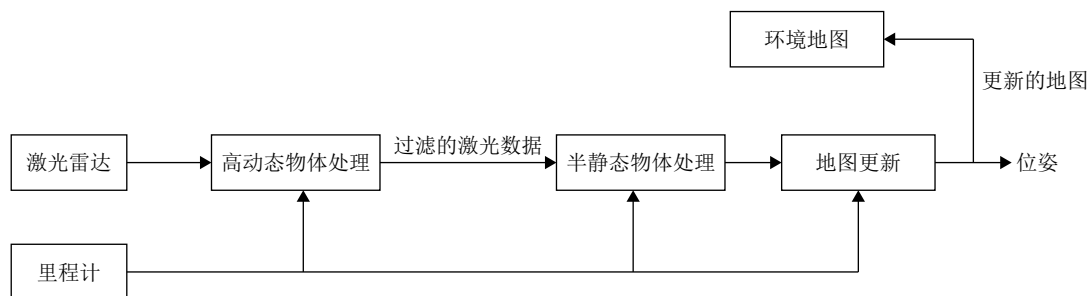 环境地图
更新的地图
激光雷达
高动态物体处理
过滤的激光数据
半静态物体处理
地图更新
位姿
里程计